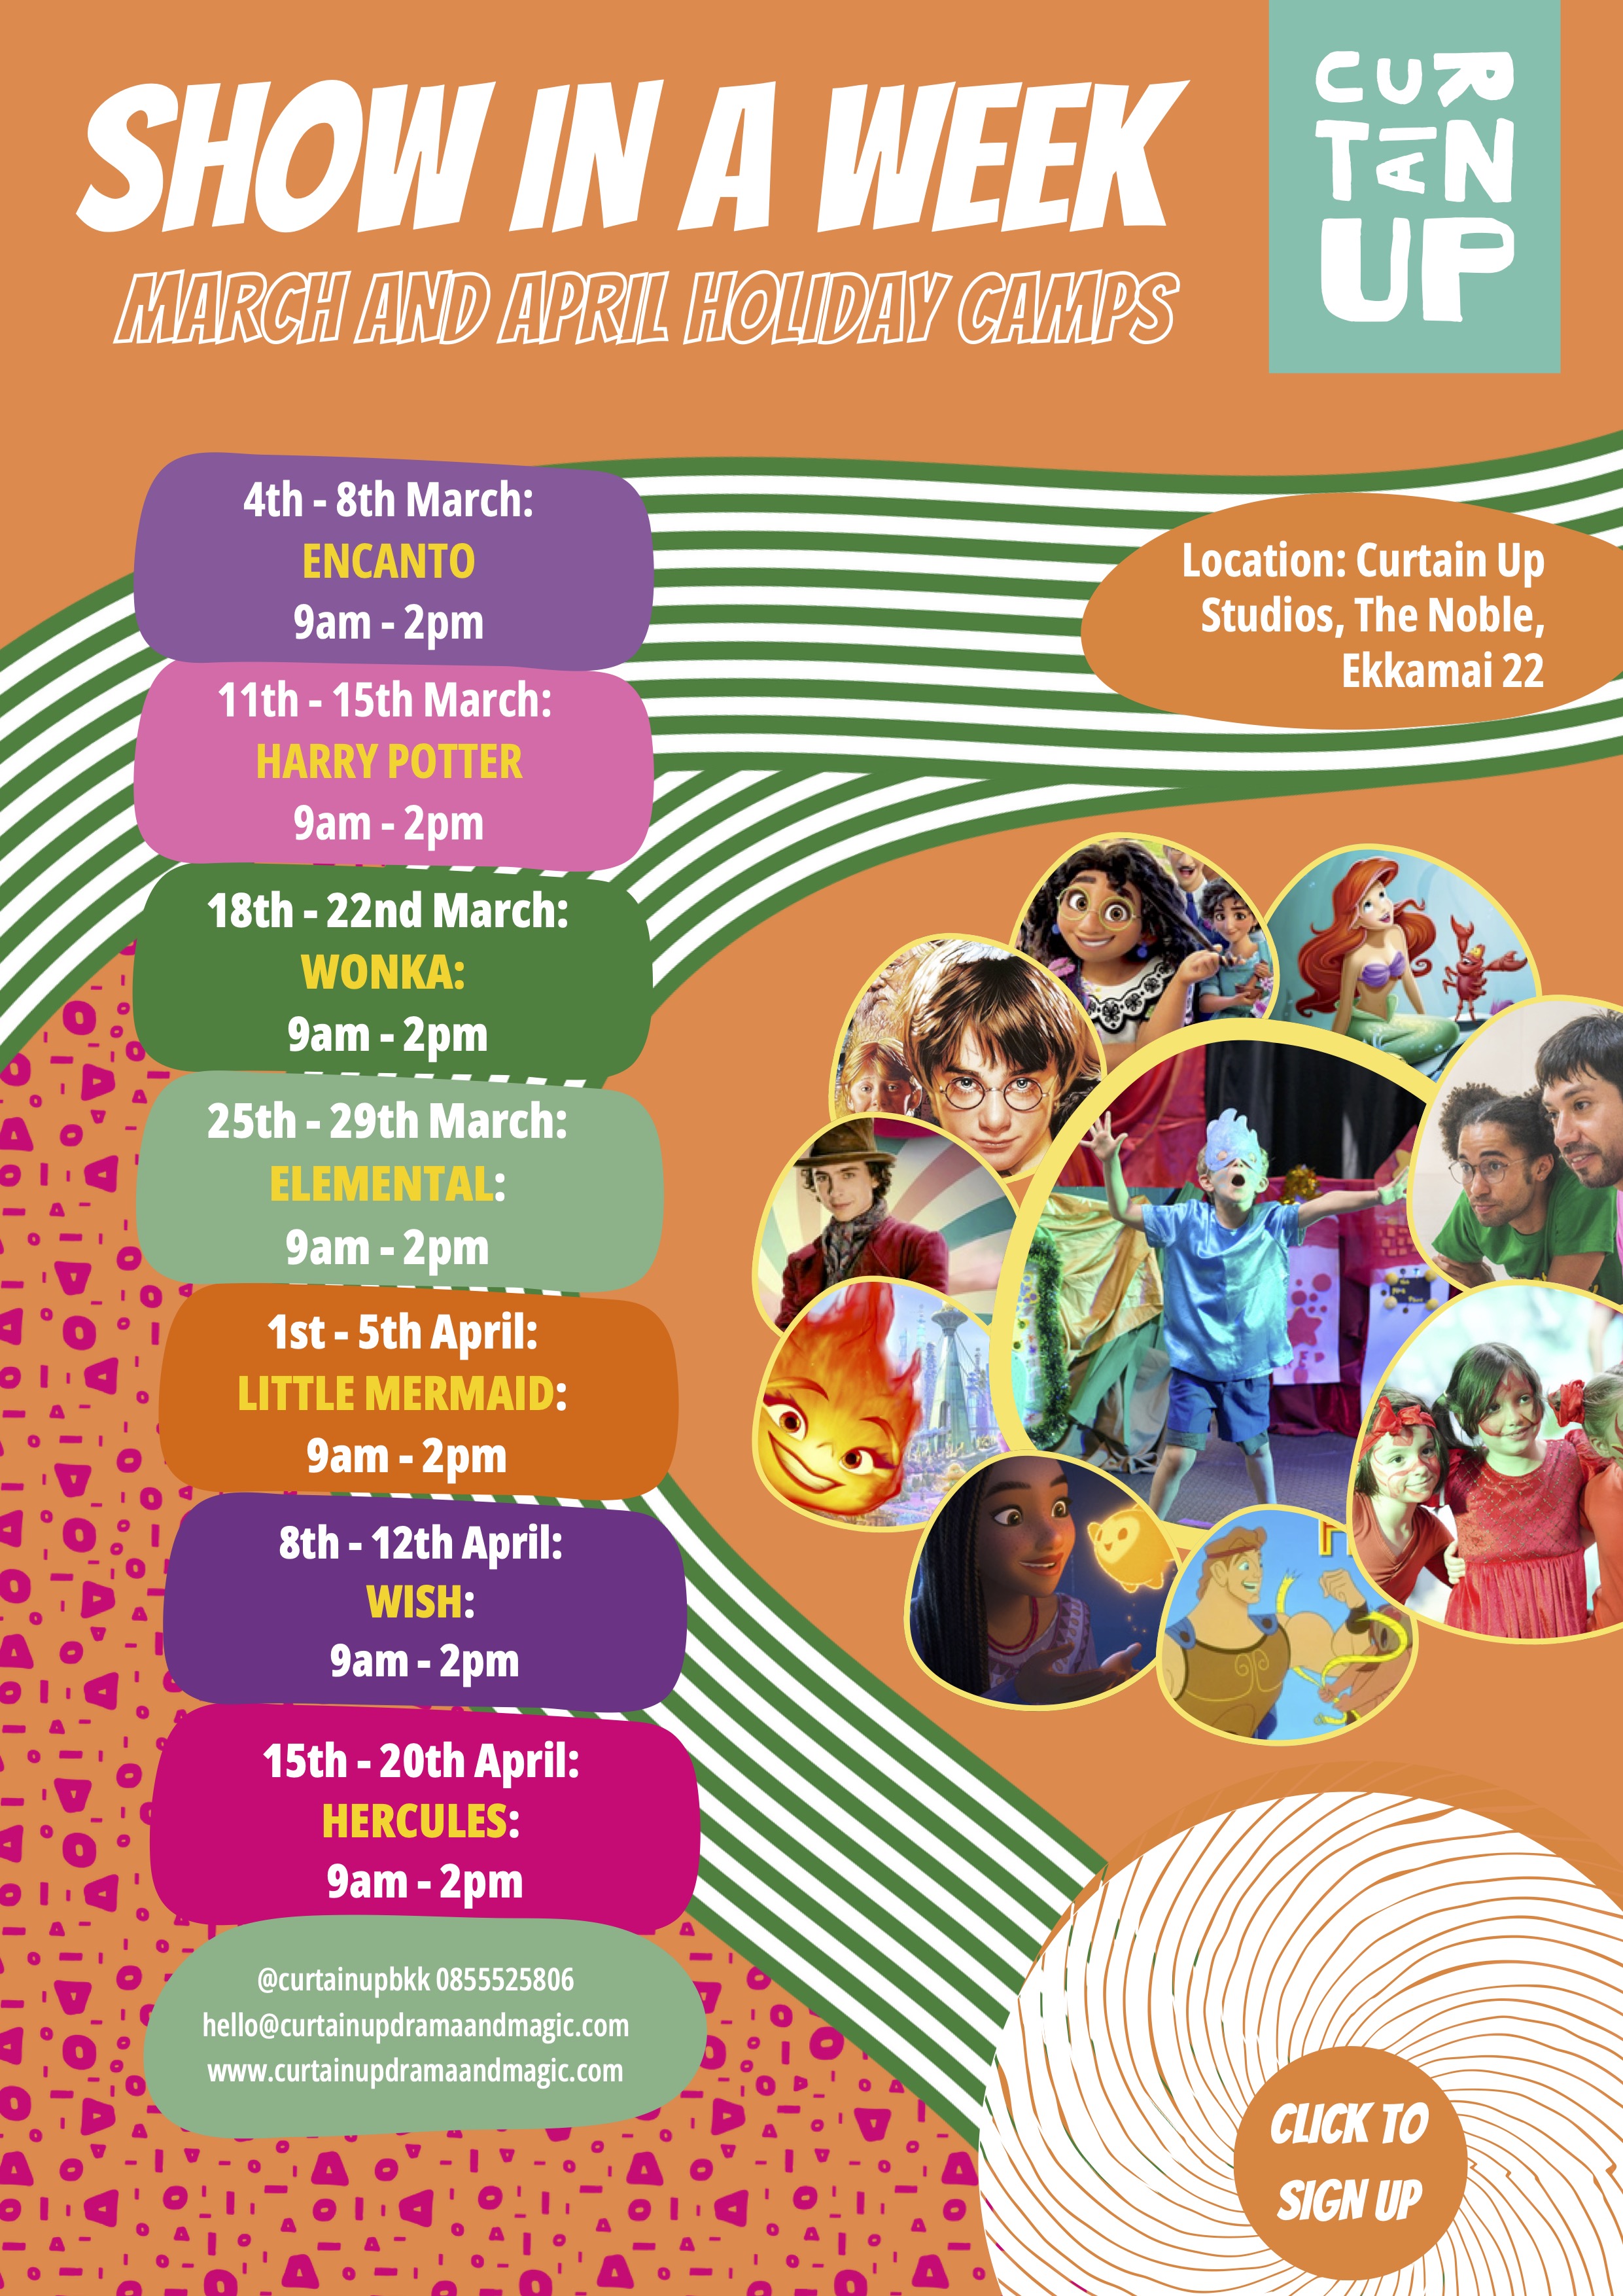 SHOW IN A WEEK
MARCH AND APRIL HOLIDAY CAMPS
CUR
TAIN
UP
4th - 8th March:
ENCANTO
9am - 2pm
11th - 15th March:
HARRY POTTER
9am - 2pm
18th - 22nd March:
WONKA:
9am - 2pm
25th - 29th March:
ELEMENTAL:
9am - 2pm
1st - 5th April:
LITTLE MERMAID:
9am - 2pm
8th - 12th April:
WISH:
9am - 2pm
15th - 20th April:
HERCULES:
9am - 2pm
@curtainupbkk 0855525806
hello@curtainupdramaandmagic.com
www.curtainupdramaandmagic.com
Location: Curtain Up
Studios, The Noble,
Ekkamai 22
CLICK TO
SIGN UP